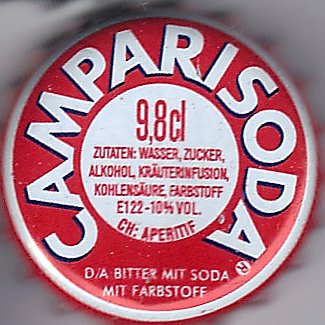 CAMPARISODA®
9,8cl
ZUTATEN: WASSER, ZUCKER,
ALKOHOL, KRÄUTERINFUSION,
KOHLENSÄURE, FARBSTOFF
E122-10% VOL.
CH: APERITIF
D/A BITTER MIT SODA
MIT FARBSTOFF